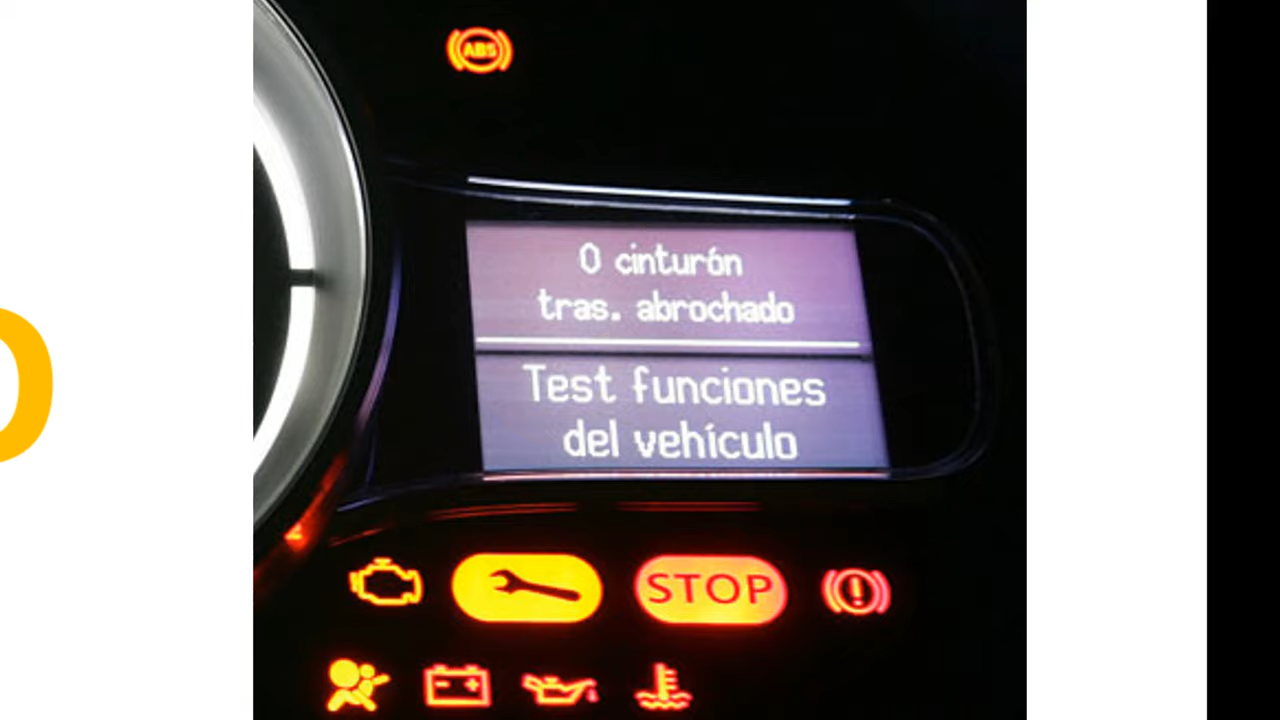 ABS
0 cinturón
tras. abrochado
Test funciones
del vehículo
STOP